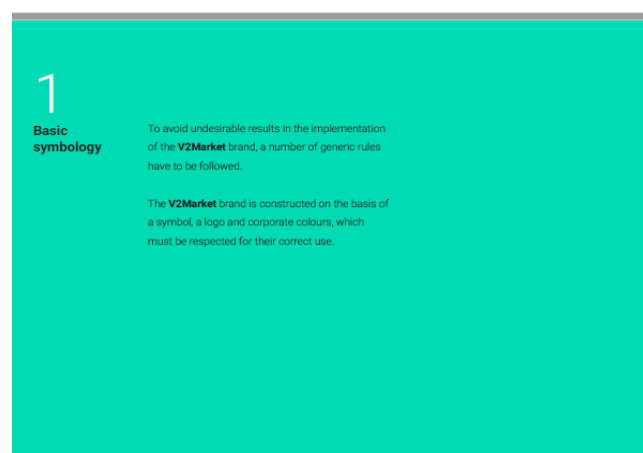 1
Basic
symbology
To avoid undesirable results in the implementation
of the V2Market brand, a number of generic rules
have to be followed.
The V2Market brand is constructed on the basis of
a symbol, a logo and corporate colours, which
must be respected for their correct use.